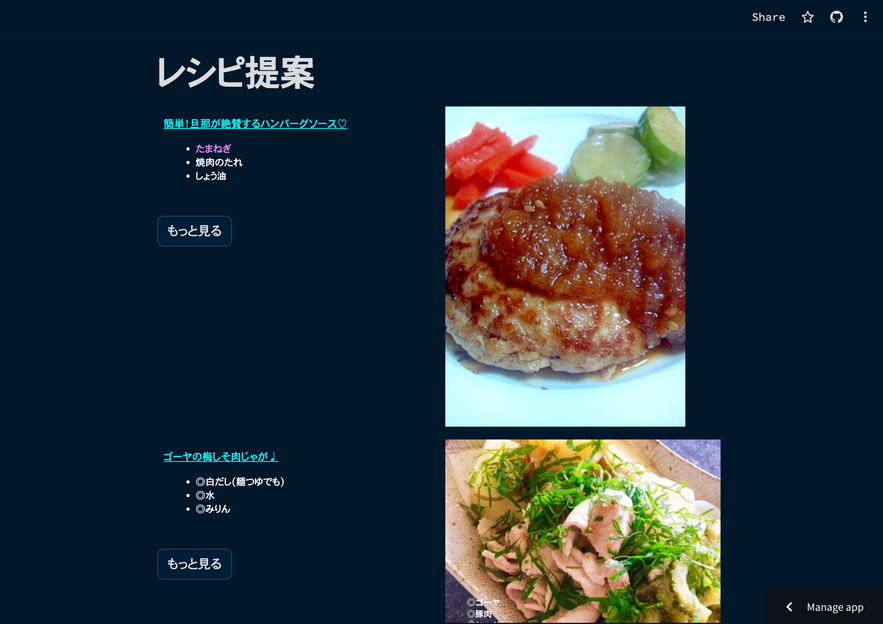 Share
レシピ提案
簡単!旦那が絶賛するハンバーグソース♡
たまねぎ
焼肉のたれ
しょう油
もっと見る
ゴーヤの梅しそ肉じゃが♩
◎白だし(麺つゆでも)
◎水
◎みりん
もっと見る
◎ゴーヤ
◎豚肉
Manage app